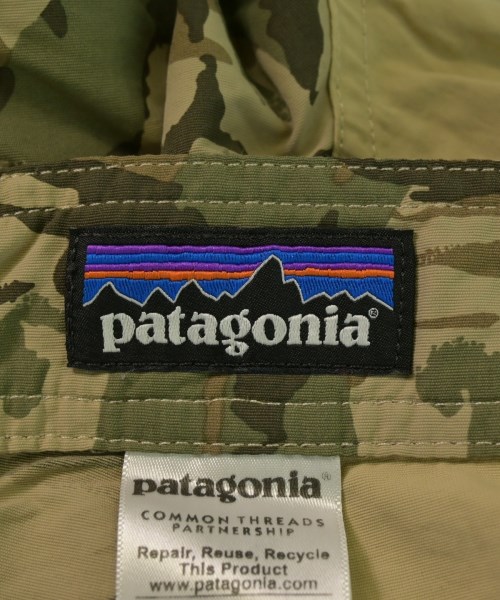 patagonia®
patagonia®
COMMON THREADS
PARTNERSHIP
Repair, Reuse, Recycle
This Product
www.patagonia.com